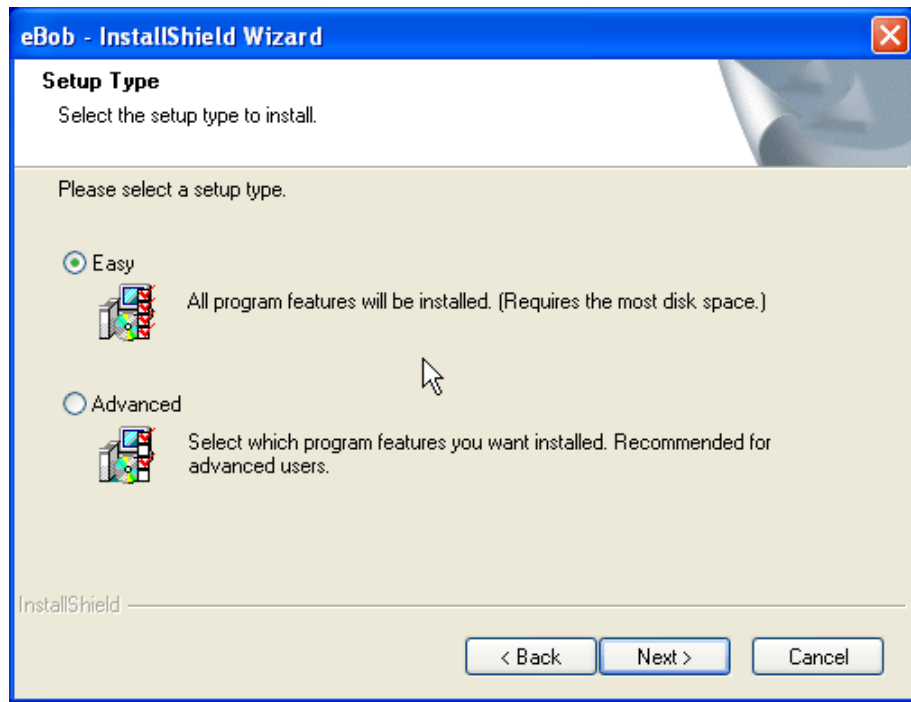 eBob - InstallShield Wizard
Setup Type
Select the setup type to install.
Please select a setup type.
Easy
All program features will be installed. (Requires the most disk space.)
Advanced
Select which program features you want installed. Recommended for
advanced users.
InstallShield
< Back
Next >
Cancel